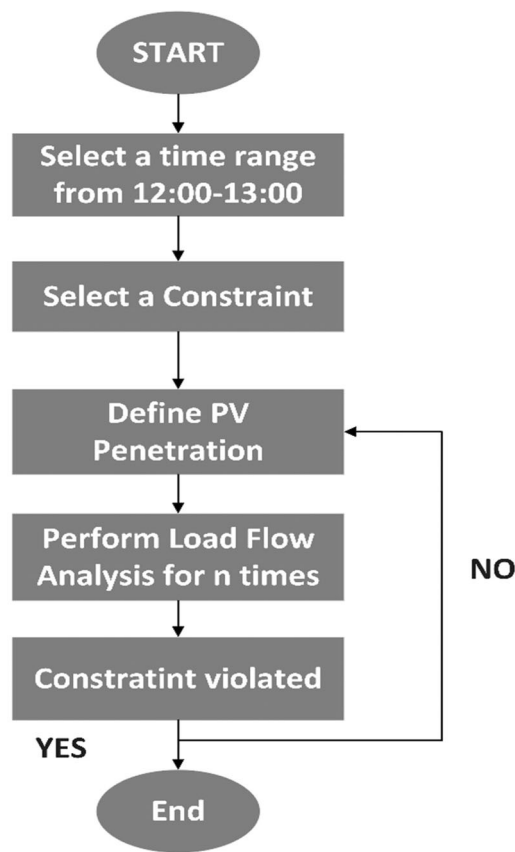 START
Select a time range
from 12:00-13:00
Select a Constraint
Define PV
Penetration
Perform Load Flow
Analysis for n times
NO
Constratint violated
YES
End